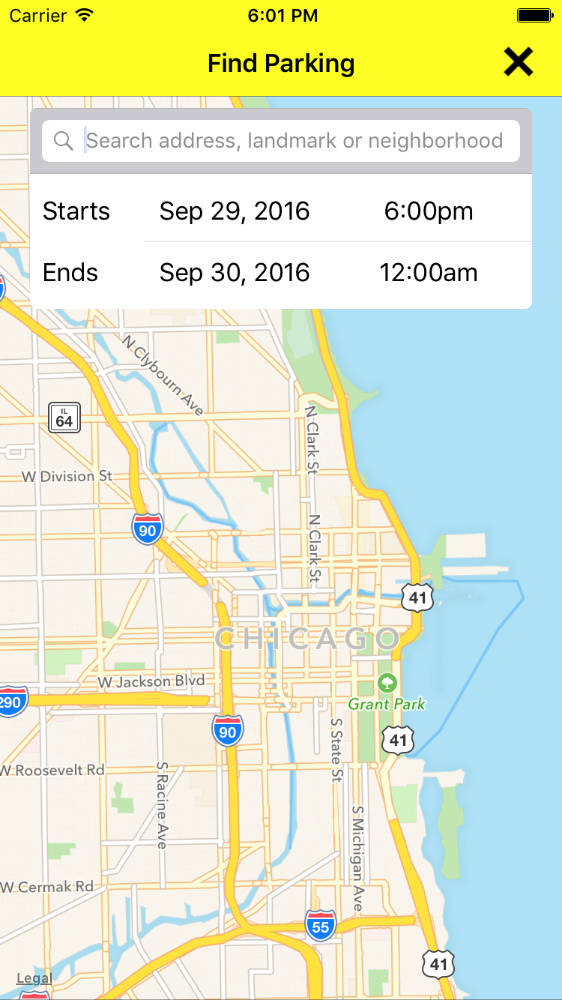 Carrier 6:01 PM
Find Parking
Search address, landmark or neighborhood
Starts Sep 29, 2016 6:00pm
Ends Sep 30, 2016 12:00am
N Clybourn Ave
IL
64
N Clark St
W Division St
90
N Clark St
41
CHICAGO
W Jackson Blvd
290
Grant Park
90
41
S State St
W Roosevelt Rd
S Racine Ave
S Michigan Ave
W Cermak Rd
55
41
Legal